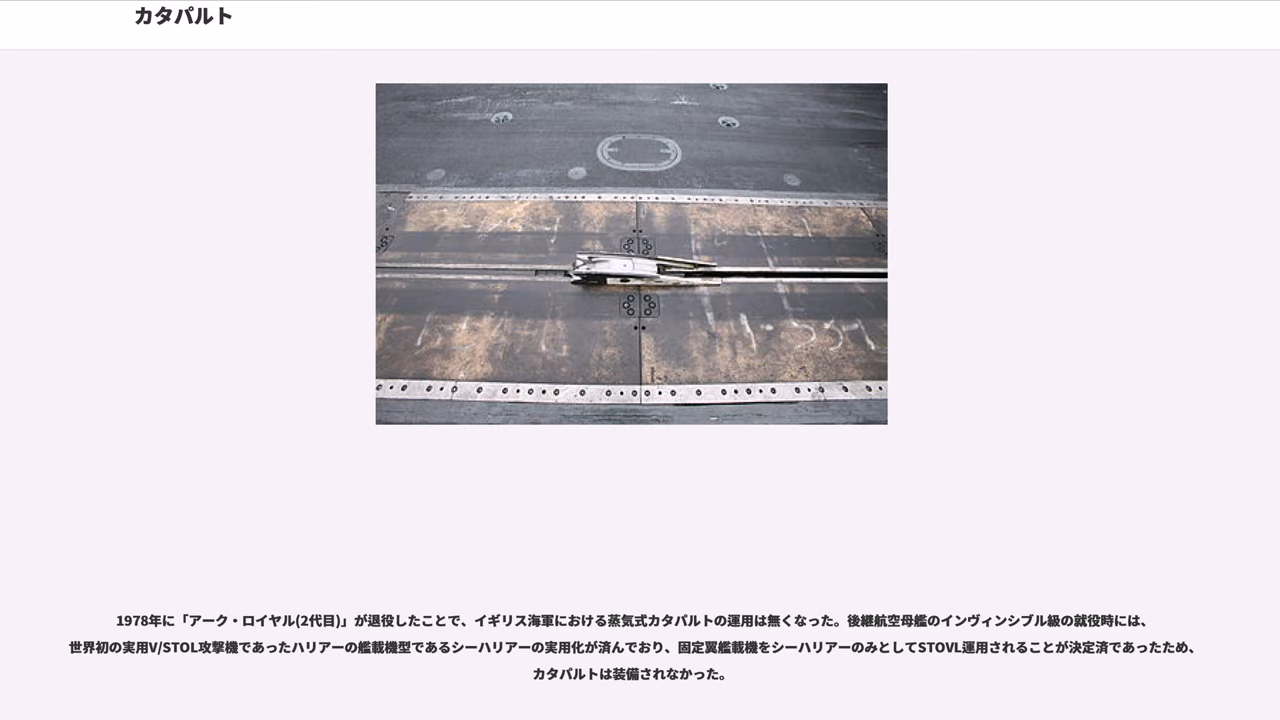 カタパルト
1978年に「アーク・ロイヤル(2代目)」が退役したことで、イギリス海軍における蒸気式カタパルトの運用は無くなった。後継航空母艦のインヴィンシブル級の就役時には、
世界初の実用V/STOL攻撃機であったハリアーの艦載機型であるシーハリアーの実用化が済んでおり、固定翼艦載機をシーハリアーのみとしてSTOVL運用されることが決定済であったため、
カタパルトは装備されなかった。